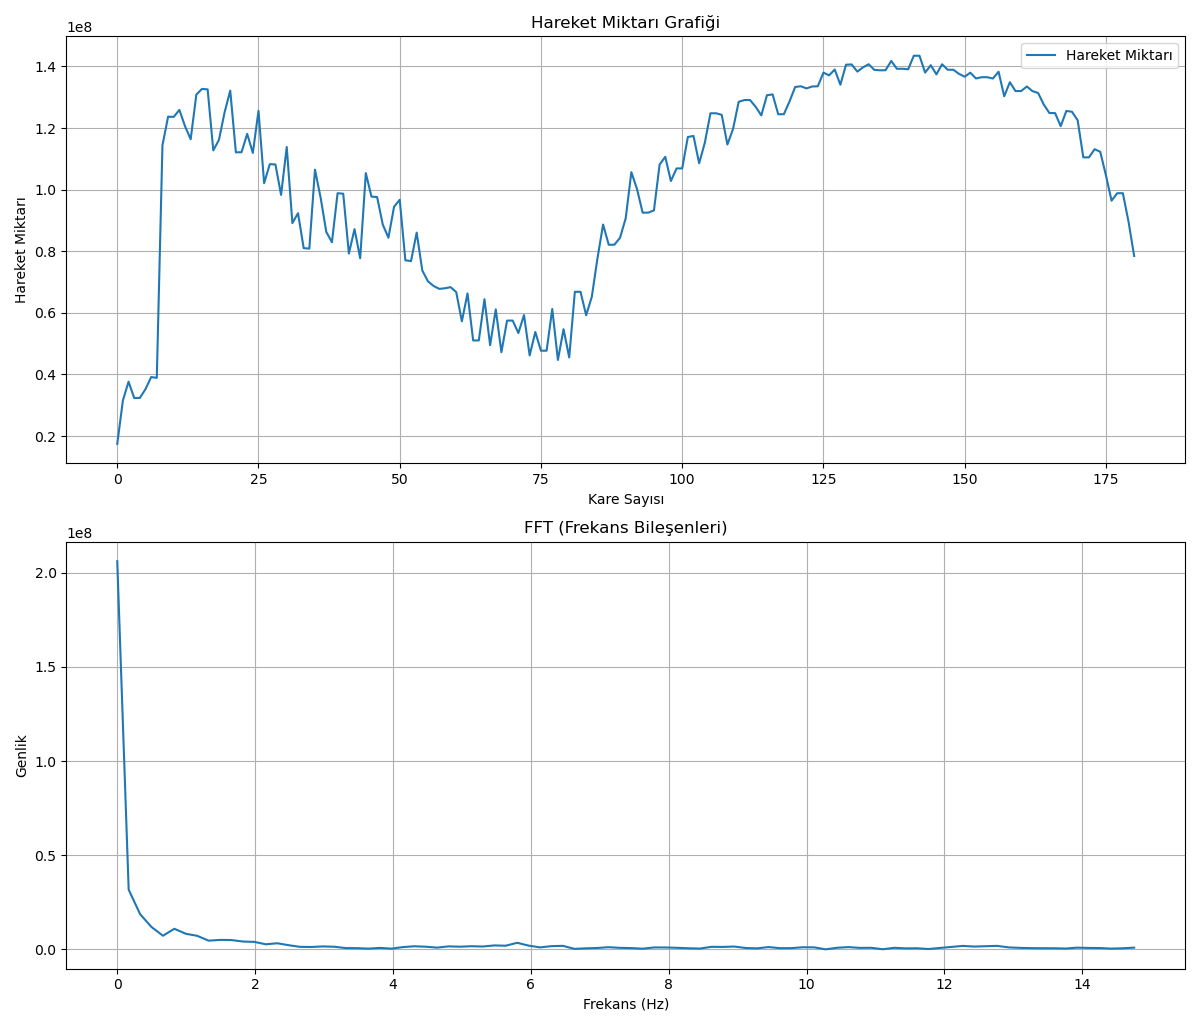 Hareket Miktarı Grafiği
1e8
Hareket Miktarı
1.4
1.2
1.0
0.8
0.6
0.4
0.2
Hareket Miktarı
0 25 50 75 100 125 150 175
Kare Sayısı
FFT (Frekans Bileşenleri)
1e8
2.0
1.5
1.0
0.5
0.0
Genlik
0 2 4 6 8 10 12 14
Frekans (Hz)